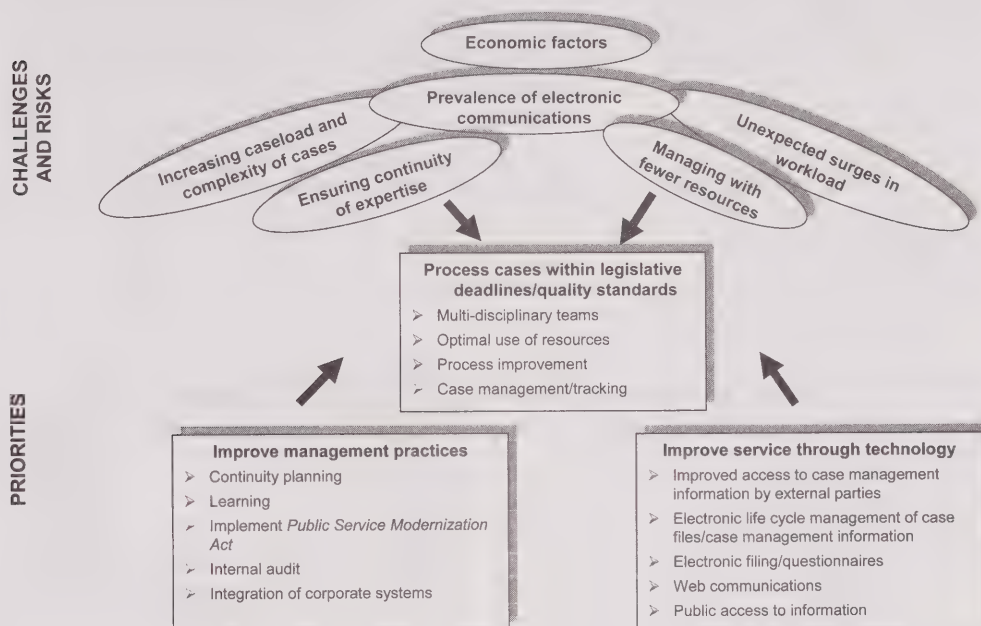 CHALLENGES
AND RISKS
Economic factors
Prevalence of electronic
communications
Increasing caseload and
complexity of cases
Ensuring continuity
of expertise
Managing with
fewer resources
Unexpected surges in
workload
Process cases within legislative
deadlines/quality standards
➢ Multi-disciplinary teams
➢ Optimal use of resources
➢ Process improvement
➢ Case management/tracking
PRIORITIES
Improve management practices
➢ Continuity planning
➢ Learning
➢ Implement Public Service Modernization
Act
➢ Internal audit
➢ Integration of corporate systems
Improve service through technology
➢ Improved access to case management
information by external parties
➢ Electronic life cycle management of case
files/case management information
➢ Electronic filing/questionnaires
➢ Web communications
➢ Public access to information